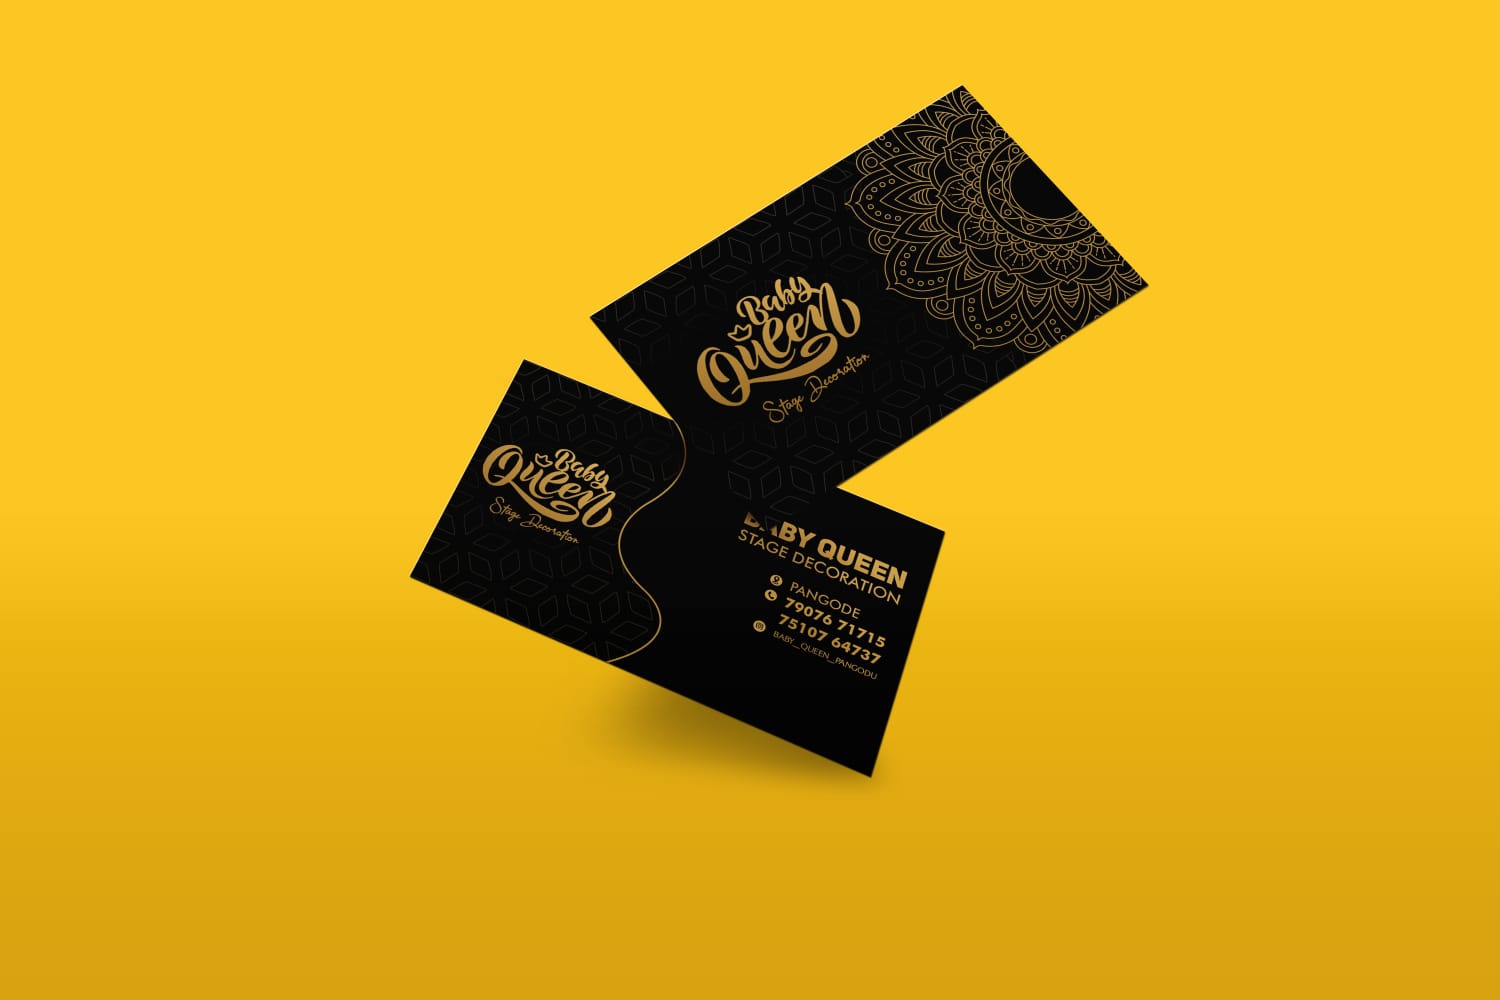 Baby
Queen
Stage Decoration
Baby
Queen
Stage Decoration
BABY QUEEN
STAGE DECORATION
PANGODE
79076 71715
75107 64737
BABY_QUEEN_PANGODU